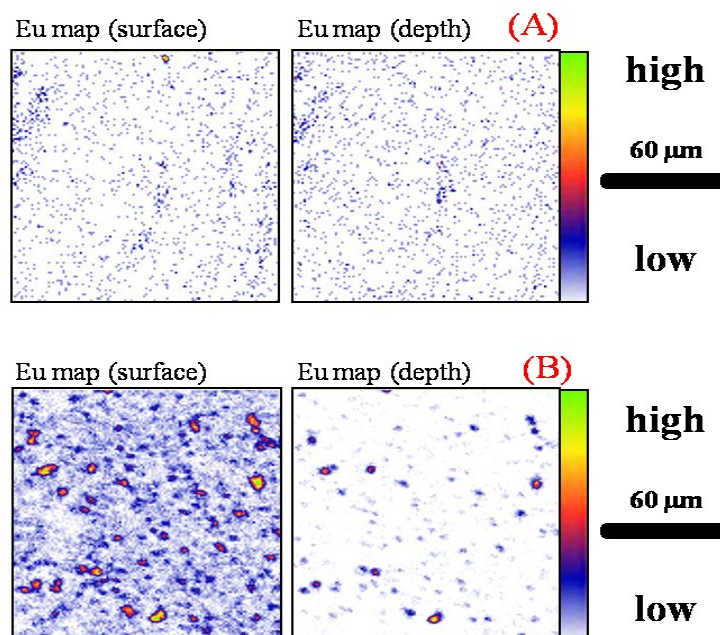 Eu map (surface)
Eu map (depth)
(A)
high
60 µm
low
Eu map (surface)
Eu map (depth)
(B)
high
60 µm
low